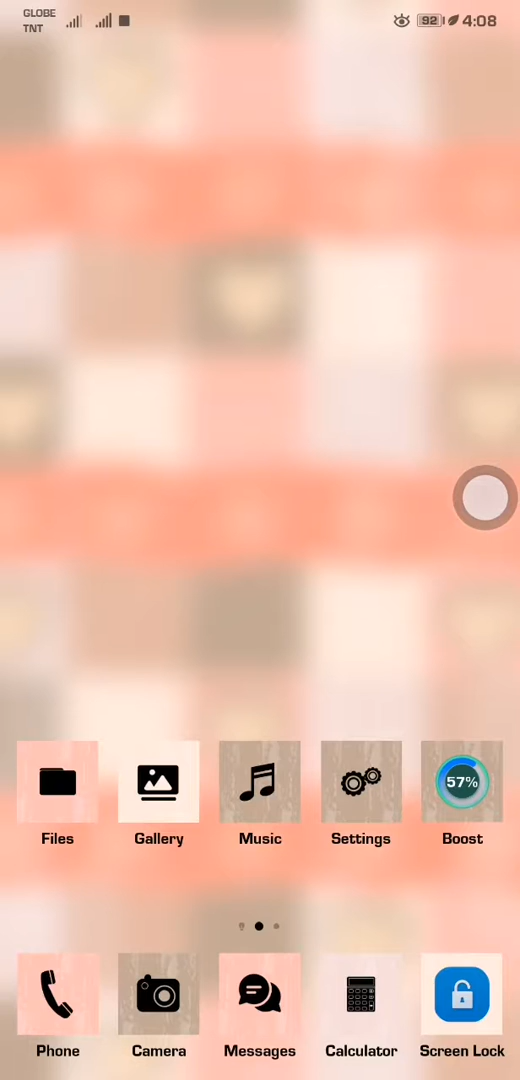 GLOBE
TNT
92 4:08
57%
Files Gallery Music Settings Boost
Phone Camera Messages Calculator Screen Lock